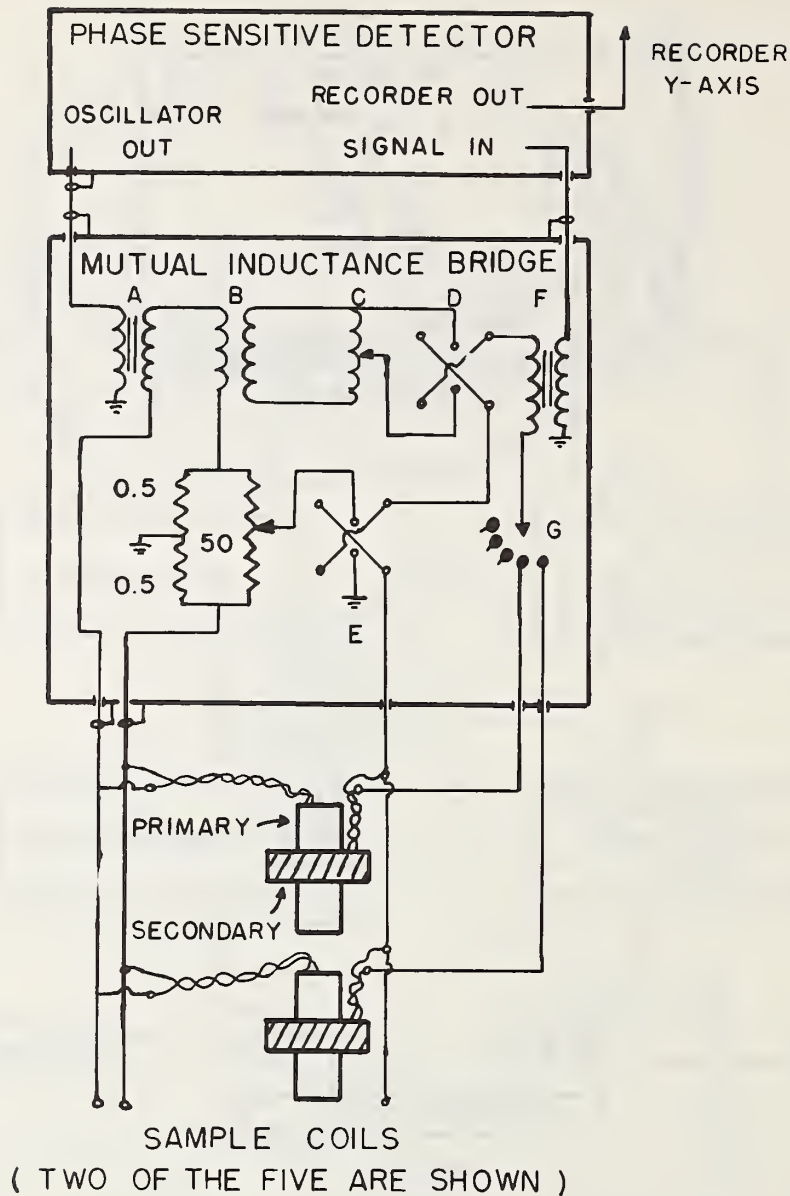 PHASE SENSITIVE DETECTOR
RECORDER
Y-AXIS
RECORDER OUT
OSCILLATOR
OUT
SIGNAL IN
MUTUAL INDUCTANCE BRIDGE
A
B
C
D
F
0.5
50
0.5
G
E
PRIMARY
SECONDARY
SAMPLE COILS
( TWO OF THE FIVE ARE SHOWN )